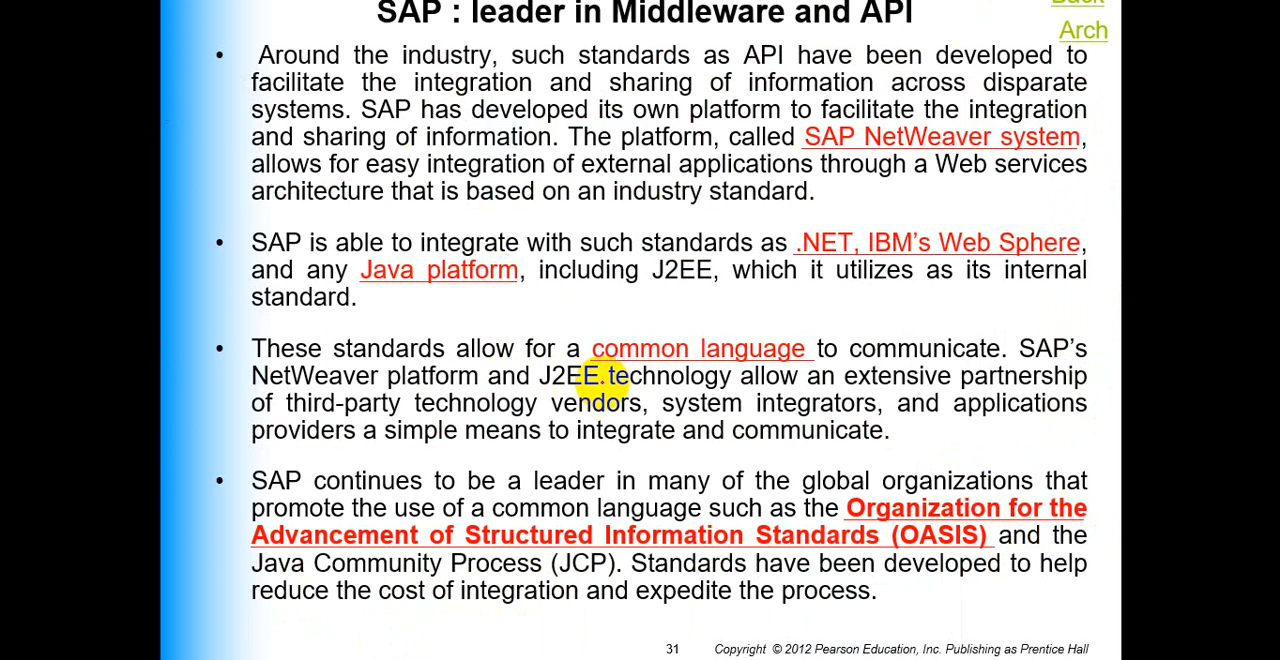 SAP : leader in Middleware and API
Back
Arch
• Around the industry, such standards as API have been developed to
facilitate the integration and sharing of information across disparate
systems. SAP has developed its own platform to facilitate the integration
and sharing of information. The platform, called SAP NetWeaver system,
allows for easy integration of external applications through a Web services
architecture that is based on an industry standard.
• SAP is able to integrate with such standards as .NET, IBM’s Web Sphere,
and any Java platform, including J2EE, which it utilizes as its internal
standard.
• These standards allow for a common language to communicate. SAP’s
NetWeaver platform and J2EE technology allow an extensive partnership
of third-party technology vendors, system integrators, and applications
providers a simple means to integrate and communicate.
• SAP continues to be a leader in many of the global organizations that
promote the use of a common language such as the Organization for the
Advancement of Structured Information Standards (OASIS) and the
Java Community Process (JCP). Standards have been developed to help
reduce the cost of integration and expedite the process.
31 Copyright © 2012 Pearson Education, Inc. Publishing as Prentice Hall